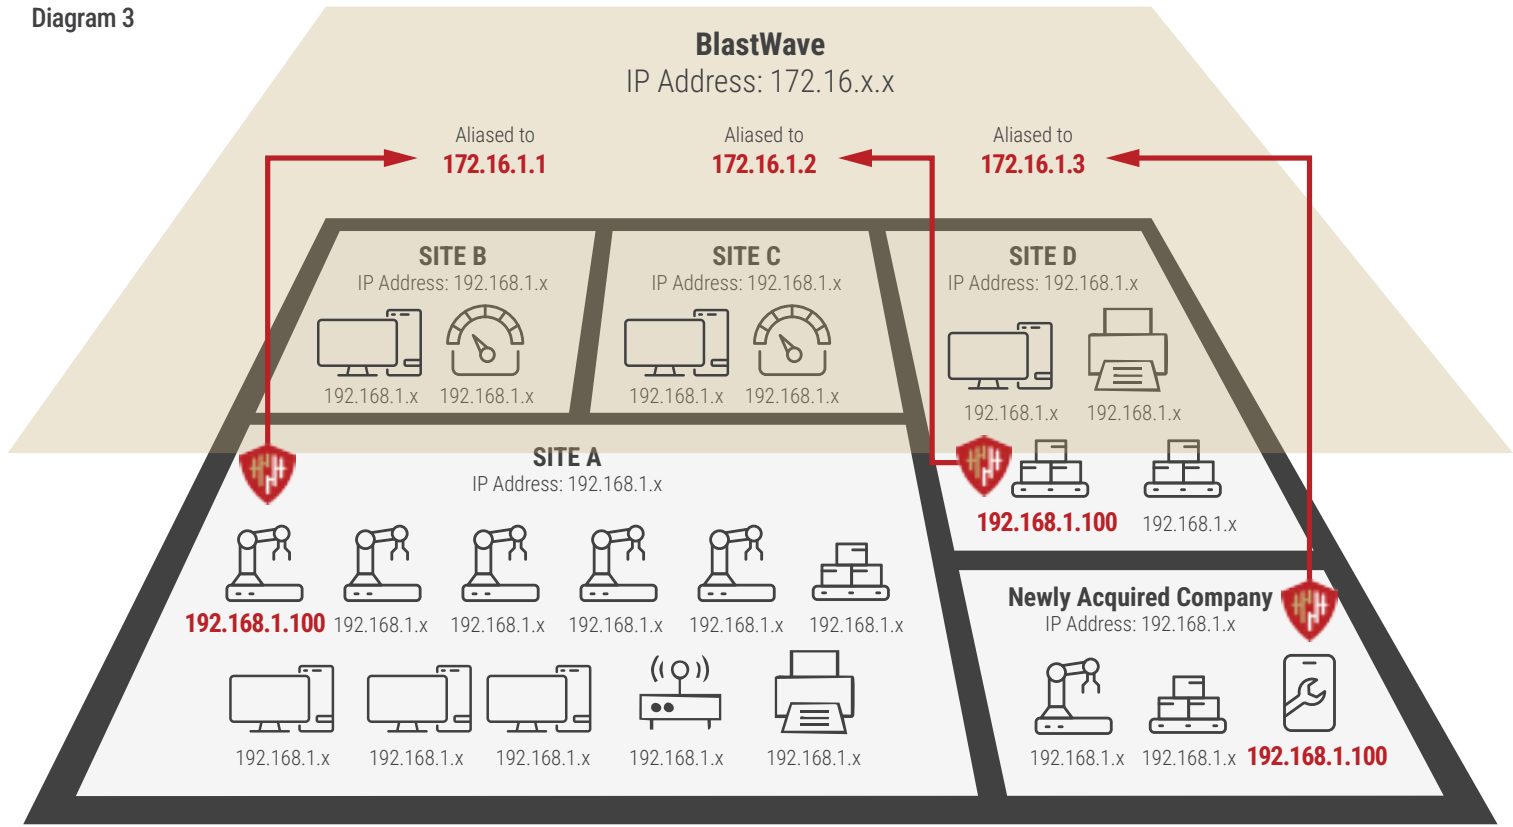 Diagram 3
BlastWave
IP Address: 172.16.x.x
Aliased to
172.16.1.1
Aliased to
172.16.1.2
Aliased to
172.16.1.3
SITE B
IP Address: 192.168.1.x
192.168.1.x 192.168.1.x
SITE C
IP Address: 192.168.1.x
192.168.1.x 192.168.1.x
SITE D
IP Address: 192.168.1.x
192.168.1.x 192.168.1.x
192.168.1.100 192.168.1.x
SITE A
IP Address: 192.168.1.x
192.168.1.100 192.168.1.x 192.168.1.x 192.168.1.x 192.168.1.x 192.168.1.x
192.168.1.x 192.168.1.x 192.168.1.x 192.168.1.x 192.168.1.x
Newly Acquired Company
IP Address: 192.168.1.x
192.168.1.x 192.168.1.x 192.168.1.100